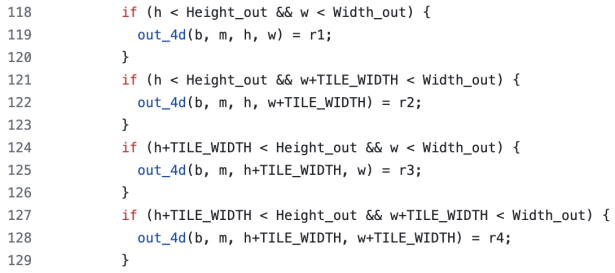 118 if (h < Height_out && w < Width_out) {
119 out_4d(b, m, h, w) = r1;
120 }
121 if (h < Height_out && w+TILE_WIDTH < Width_out) {
122 out_4d(b, m, h, w+TILE_WIDTH) = r2;
123 }
124 if (h+TILE_WIDTH < Height_out && w < Width_out) {
125 out_4d(b, m, h+TILE_WIDTH, w) = r3;
126 }
127 if (h+TILE_WIDTH < Height_out && w+TILE_WIDTH < Width_out) {
128 out_4d(b, m, h+TILE_WIDTH, w+TILE_WIDTH) = r4;
129 }